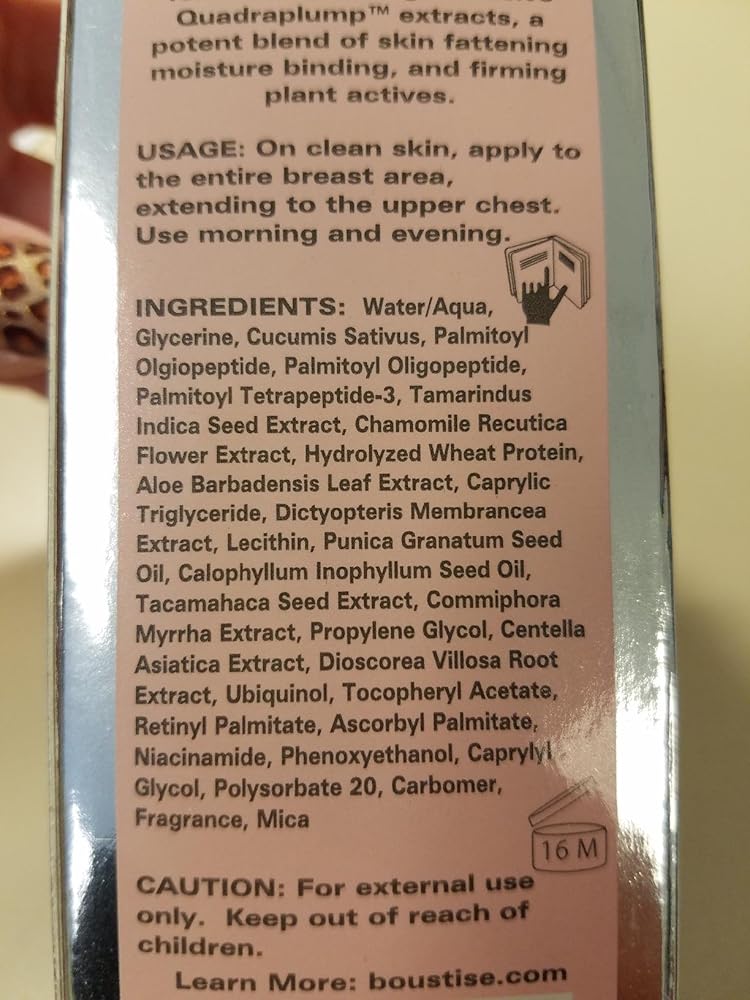 Quadraplump™ extracts, a
potent blend of skin fattening
moisture binding, and firming
plant actives.
USAGE: On clean skin, apply to
the entire breast area,
extending to the upper chest.
Use morning and evening.
INGREDIENTS: Water/Aqua,
Glycerine, Cucumis Sativus, Palmitoyl
Olgiopeptide, Palmitoyl Oligopeptide,
Palmitoyl Tetrapeptide-3, Tamarindus
Indica Seed Extract, Chamomile Recutica
Flower Extract, Hydrolyzed Wheat Protein,
Aloe Barbadensis Leaf Extract, Caprylic
Triglyceride, Dictyopteris Membrancea
Extract, Lecithin, Punica Granatum Seed
Oil, Calophyllum Inophyllum Seed Oil,
Tacamahaca Seed Extract, Commiphora
Myrrha Extract, Propylene Glycol, Centella
Asiatica Extract, Dioscorea Villosa Root
Extract, Ubiquinol, Tocopheryl Acetate,
Retinyl Palmitate, Ascorbyl Palmitate,
Niacinamide, Phenoxyethanol, Caprylyl
Glycol, Polysorbate 20, Carbomer,
Fragrance, Mica
16 M
CAUTION: For external use
only. Keep out of reach of
children.
Learn More: boustise.com